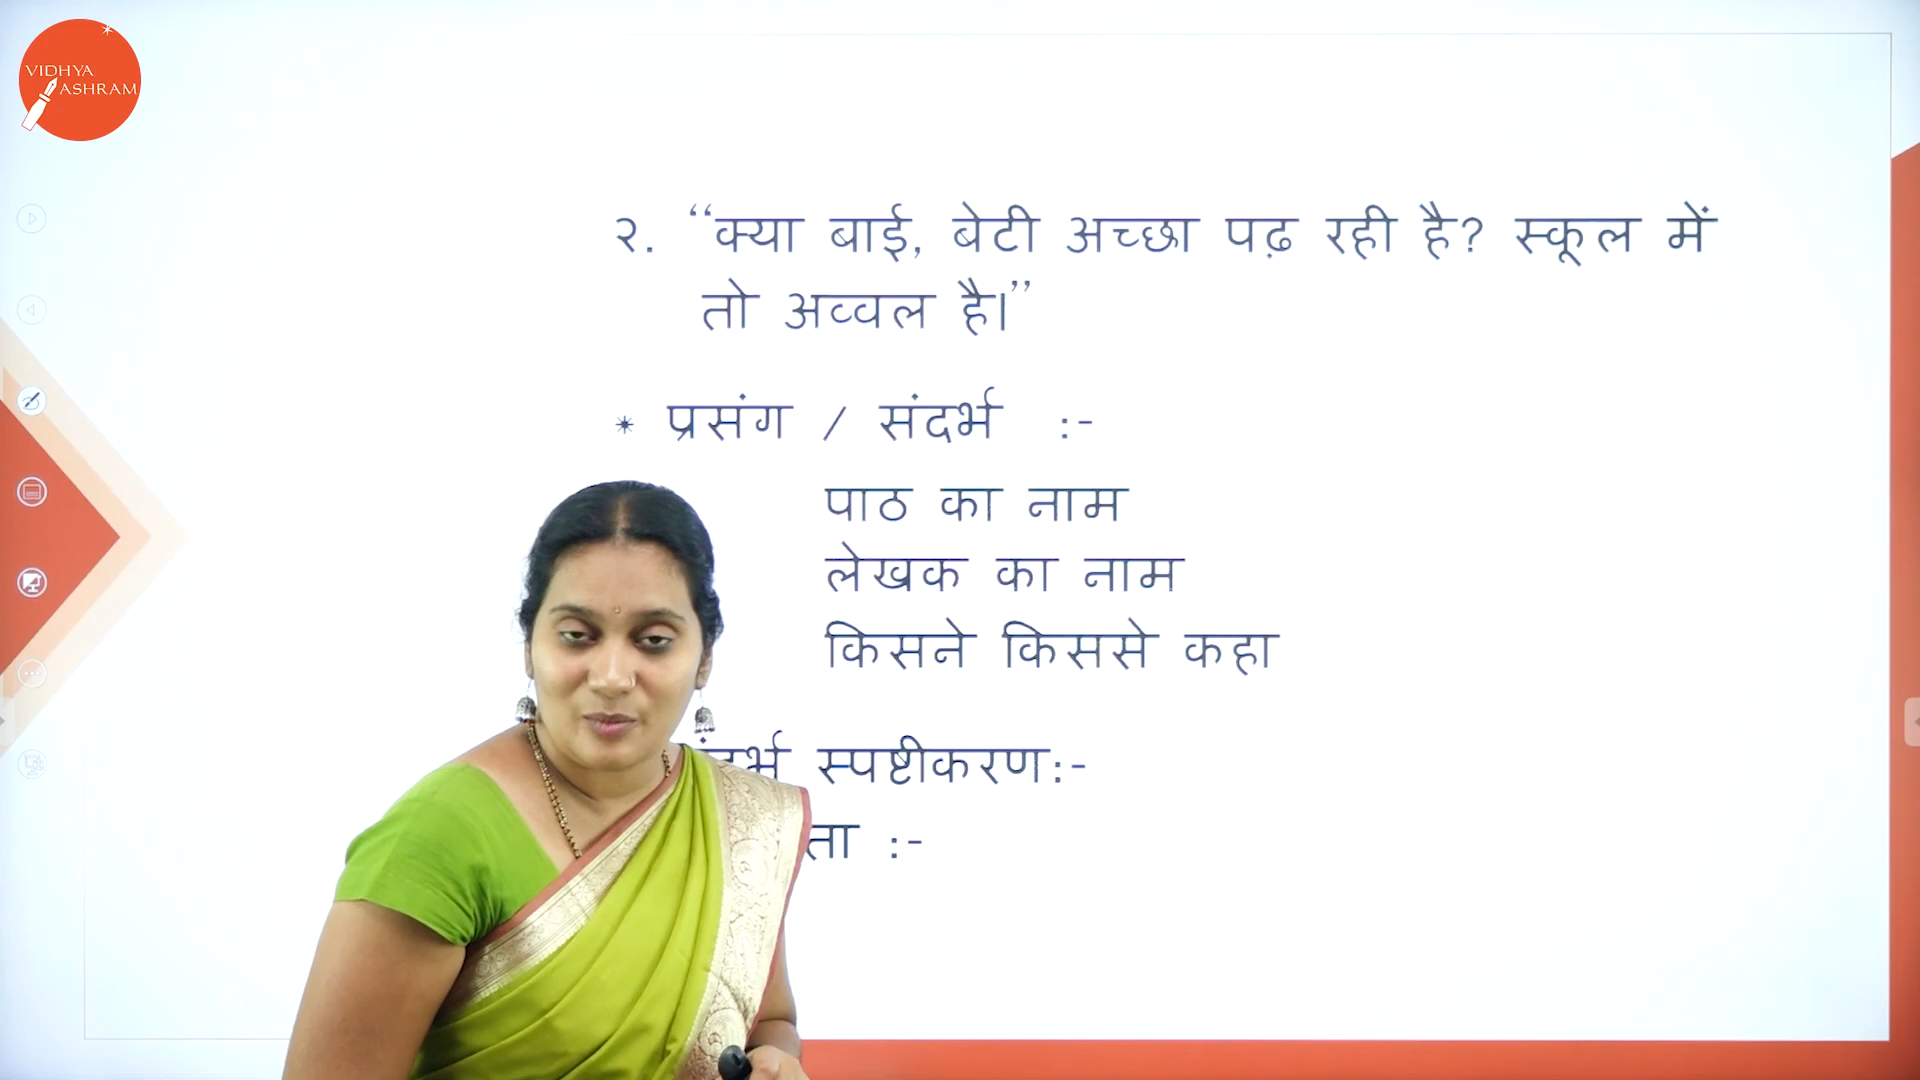 VIDHYA
ASHRAM
२. “क्या बाई, बेटी अच्छा पढ़ रही है? स्कूल में
तो अव्वल है।”
* प्रसंग / संदर्भ :-
पाठ का नाम
लेखक का नाम
किसने किससे कहा
स्पष्टीकरण:-
:-